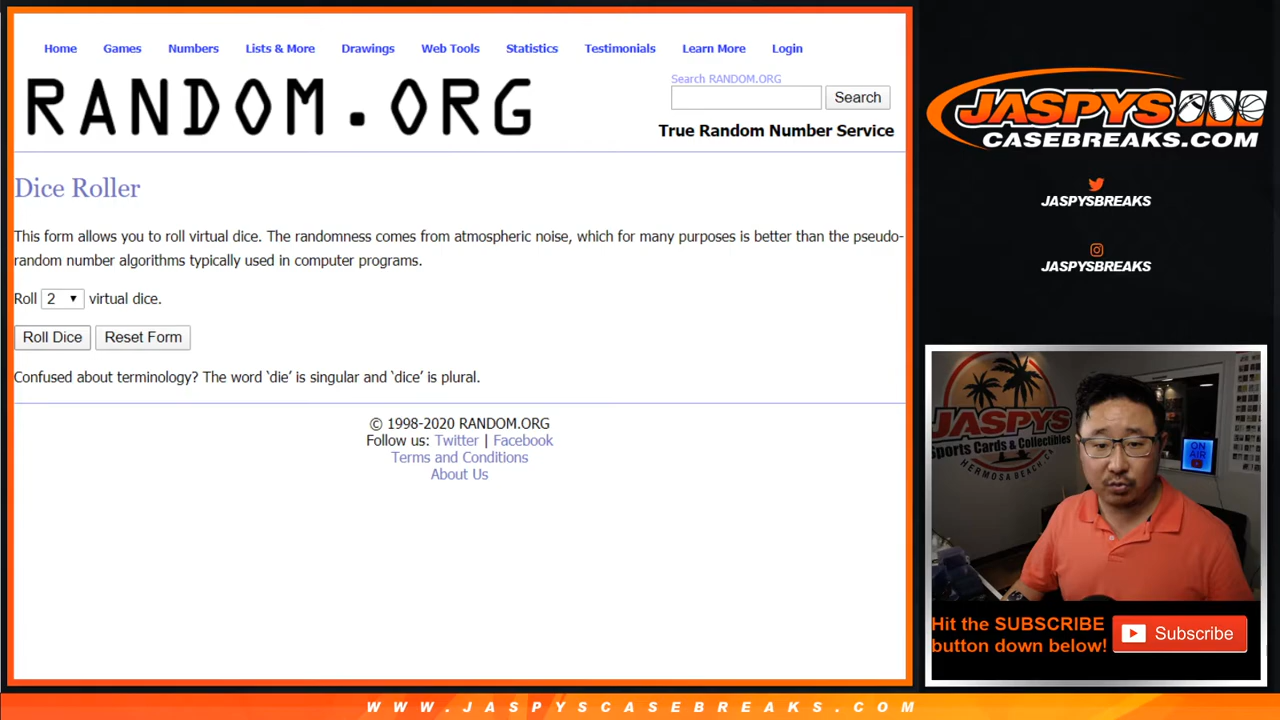 Home Games Numbers Lists & More Drawings Web Tools Statistics Testimonials Learn More Login
RANDOM.ORG
Search RANDOM.ORG
Search
True Random Number Service
Dice Roller
This form allows you to roll virtual dice. The randomness comes from atmospheric noise, which for many purposes is better than the pseudo-
random number algorithms typically used in computer programs.
Roll 2 virtual dice.
Roll Dice Reset Form
Confused about terminology? The word ‘die’ is singular and ‘dice’ is plural.
© 1998-2020 RANDOM.ORG
Follow us: Twitter | Facebook
Terms and Conditions
About Us
JASPYS
CASEBREAKS.COM
JASPYSBREAKS
JASPYSBREAKS
JASPYS
Sports Cards & Collectibles
HERMOSA BEACH, CA
ON
AIR
Hit the SUBSCRIBE
button down below!
Subscribe
WWW.JASPYSCASEBREAKS.COM